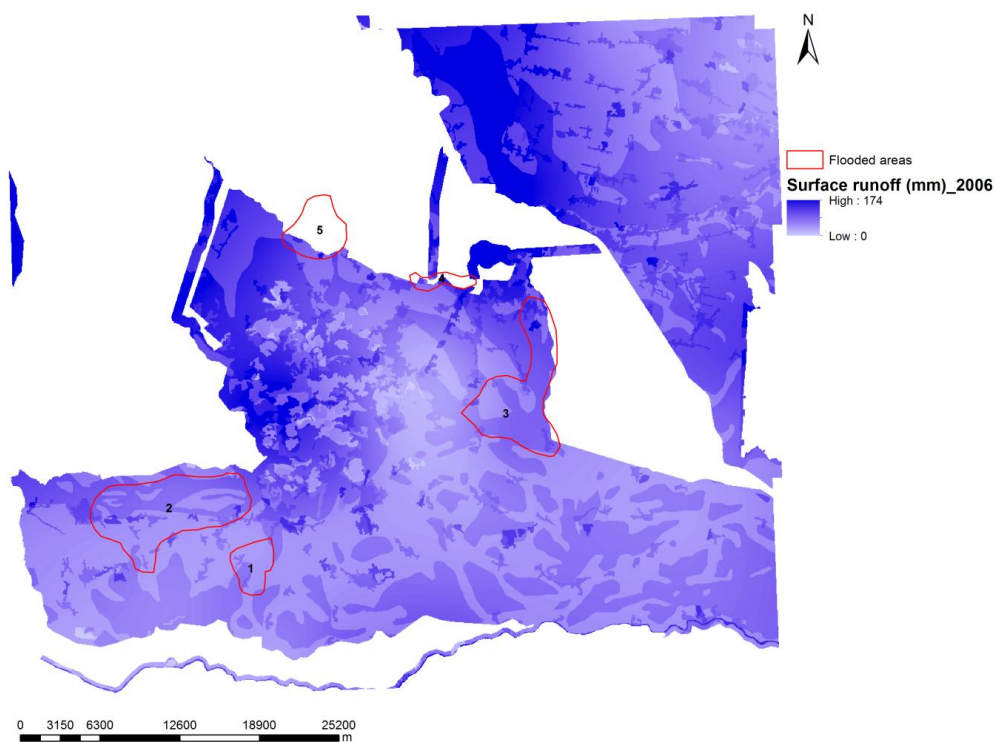 N
Flooded areas
Surface runoff (mm)_2006
High : 174
Low : 0
5
3
2
1
0 3150 6300 12600 18900 25200
m